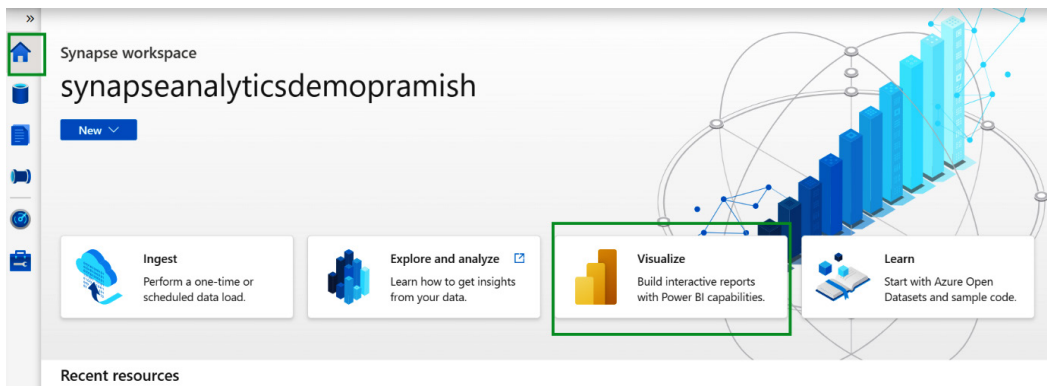 »
Synapse workspace
synapseanalyticsdemopramish
New
Ingest
Perform a one-time or
scheduled data load.
Explore and analyze
Learn how to get insights
from your data.
Visualize
Build interactive reports
with Power BI capabilities.
Learn
Start with Azure Open
Datasets and sample code.
Recent resources